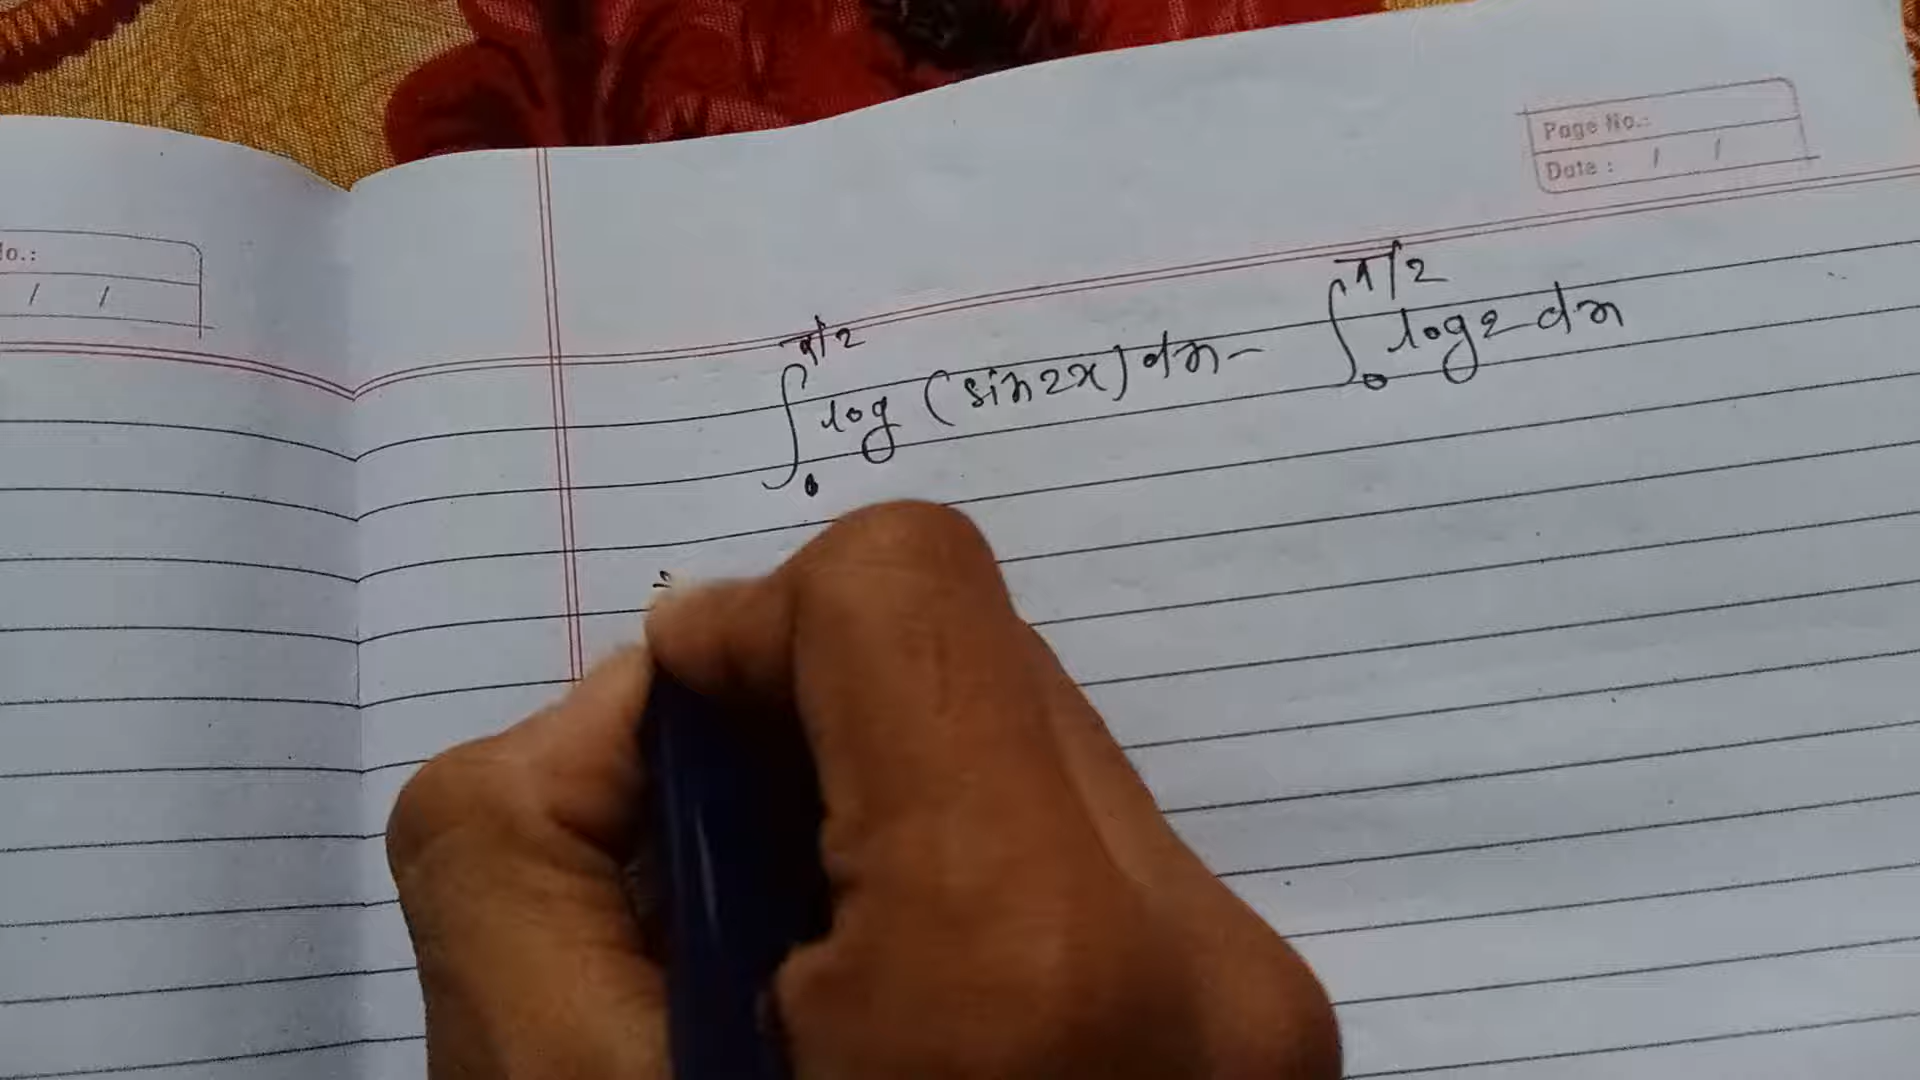 Page No.:
Date : / /
No.:
/ /
∫₀^π/2 log (sin2x) dx - ∫₀^π/2 log2 dx